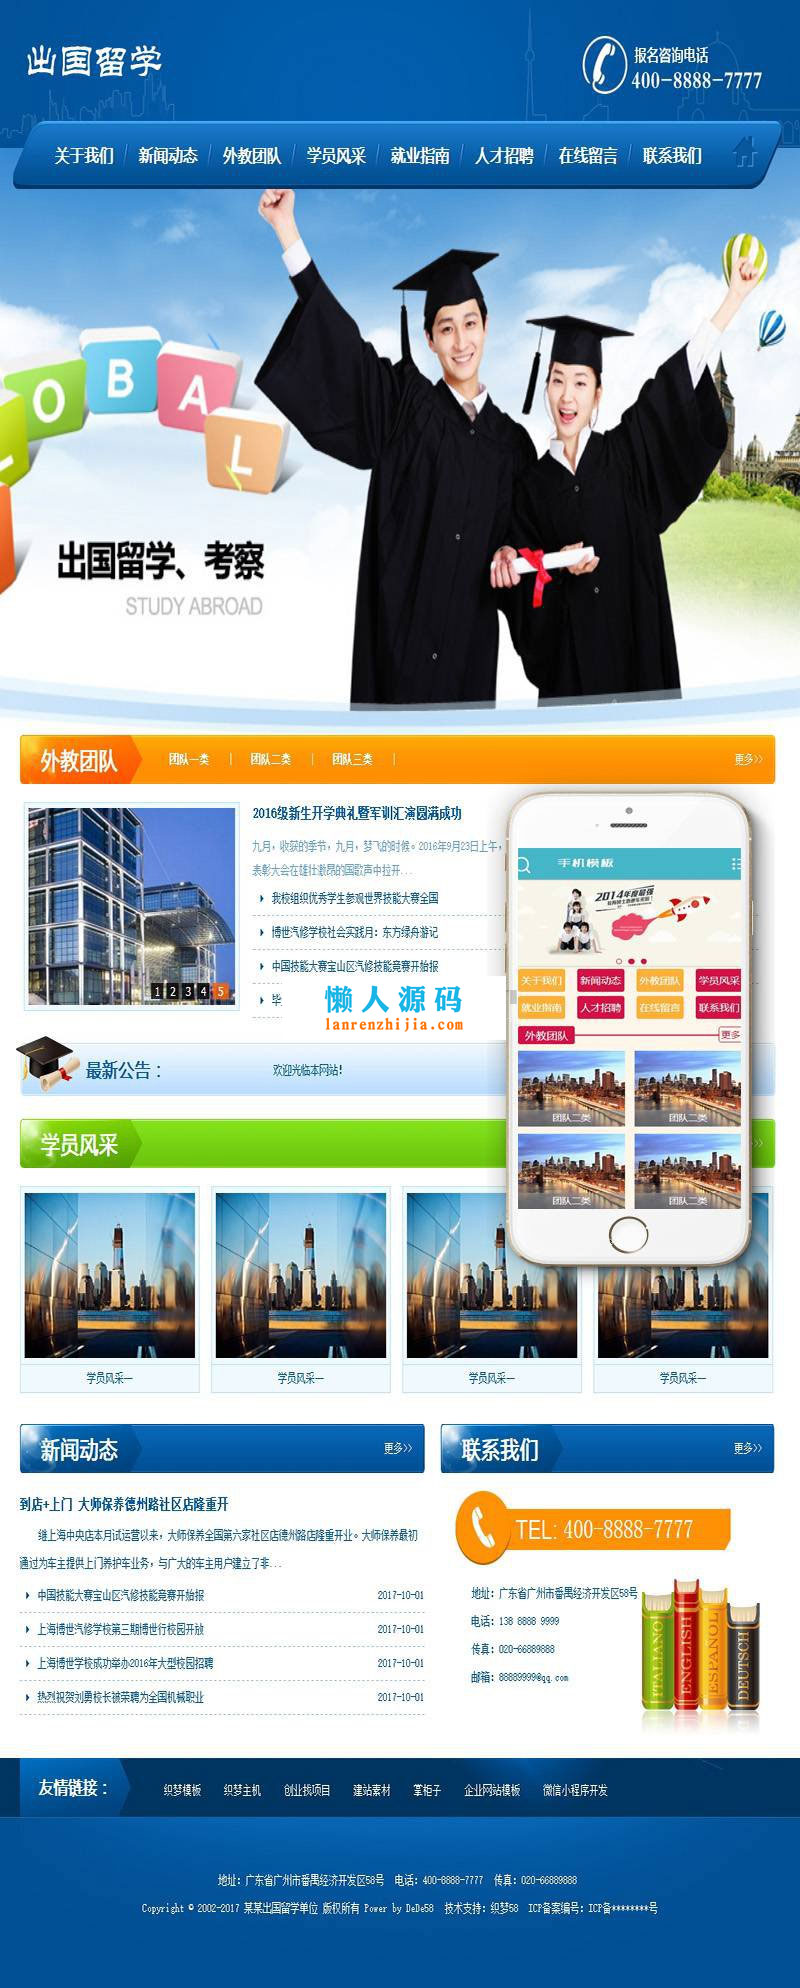 出国留学
报名咨询电话
400-8888-7777
关于我们 新闻动态 外教团队 学员风采 就业指南 人才招聘 在线留言 联系我们
L O B A L
出国留学、考察
STUDY ABROAD
外教团队 团队一类 | 团队二类 | 团队三类 | 更多>>
2016级新生开学典礼暨军训汇演圆满成功
九月，收获的季节，九月，梦飞的时候。2016年9月23日上午，
表彰大会在雄壮激昂的国歌声中拉开...
我校组织优秀学生参观世界技能大赛全国
博世汽修学校社会实践月：东方绿舟游记
中国技能大赛宝山区汽修技能竞赛开始报
毕
1 2 3 4 5
懒人源码
lanrenzhijia.com
手机模板
2014年度最强
关于我们 新闻动态 外教团队 学员风采
就业指南 人才招聘 在线留言 联系我们
外教团队 更多
团队二类 团队二类
团队二类 团队二类
最新公告： 欢迎光临本网站!
学员风采
学员风采一 学员风采一 学员风采一 学员风采一
新闻动态 更多>>
到店+上门 大师保养德州路社区店隆重开
继上海中央店本月试运营以来，大师保养全国第六家社区店德州路店隆重开业。大师保养最初
通过为车主提供上门养护车业务，与广大的车主用户建立了非...
中国技能大赛宝山区汽修技能竞赛开始报 2017-10-01
上海博世汽修学校第三期博世行校园开放 2017-10-01
上海博世学校成功举办2016年大型校园招聘 2017-10-01
热烈祝贺刘勇校长被荣聘为全国机械职业 2017-10-01
联系我们 更多>>
TEL: 400-8888-7777
地址：广东省广州市番禺经济开发区58号
电话：138 8888 9999
传真：020-66889888
邮箱：88889999@qq.com
ITALIANO ENGLISH ESPAÑOL DEUTSCH
友情链接： 织梦模板 织梦主机 创业找项目 建站素材 掌柜子 企业网站模板 微信小程序开发
地址：广东省广州市番禺经济开发区58号 电话：400-8888-7777 传真：020-66889888
Copyright © 2002-2017 某某出国留学单位 版权所有 Power by DeDe58 技术支持：织梦58 ICP备案编号：ICP备********号